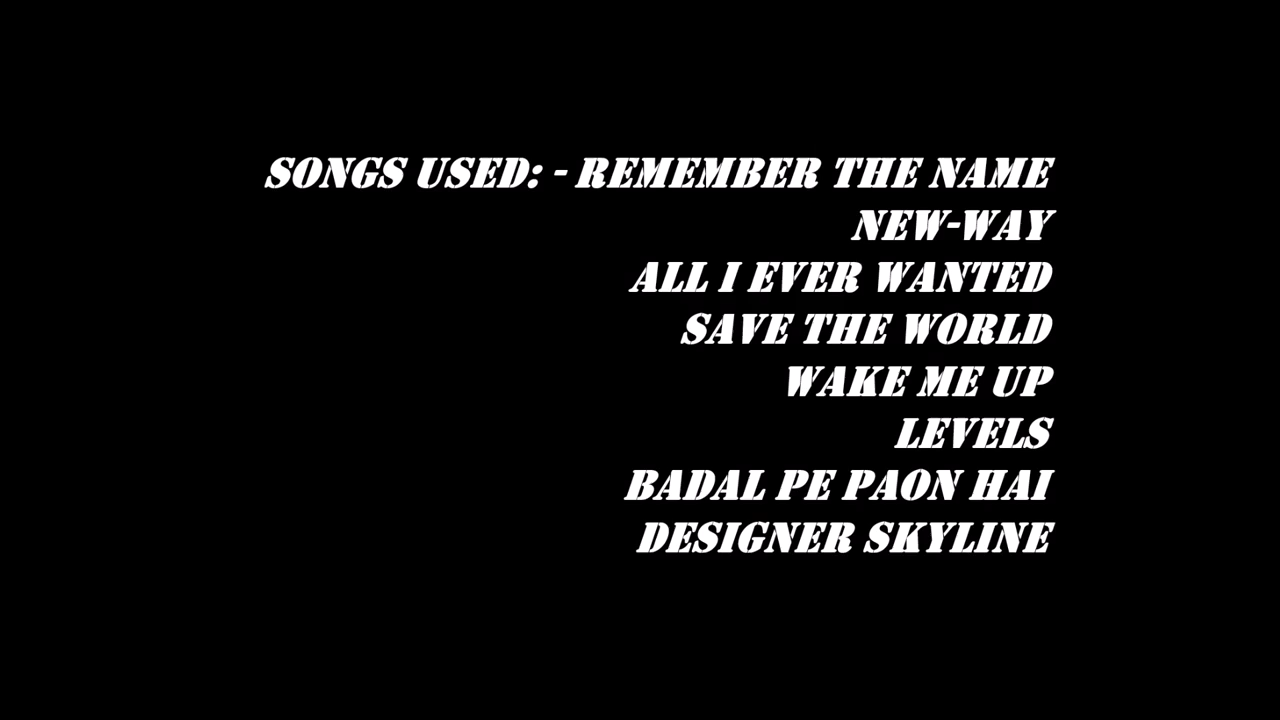 SONGS USED: - REMEMBER THE NAME
NEW-WAY
ALL I EVER WANTED
SAVE THE WORLD
WAKE ME UP
LEVELS
BADAL PE PAON HAI
DESIGNER SKYLINE